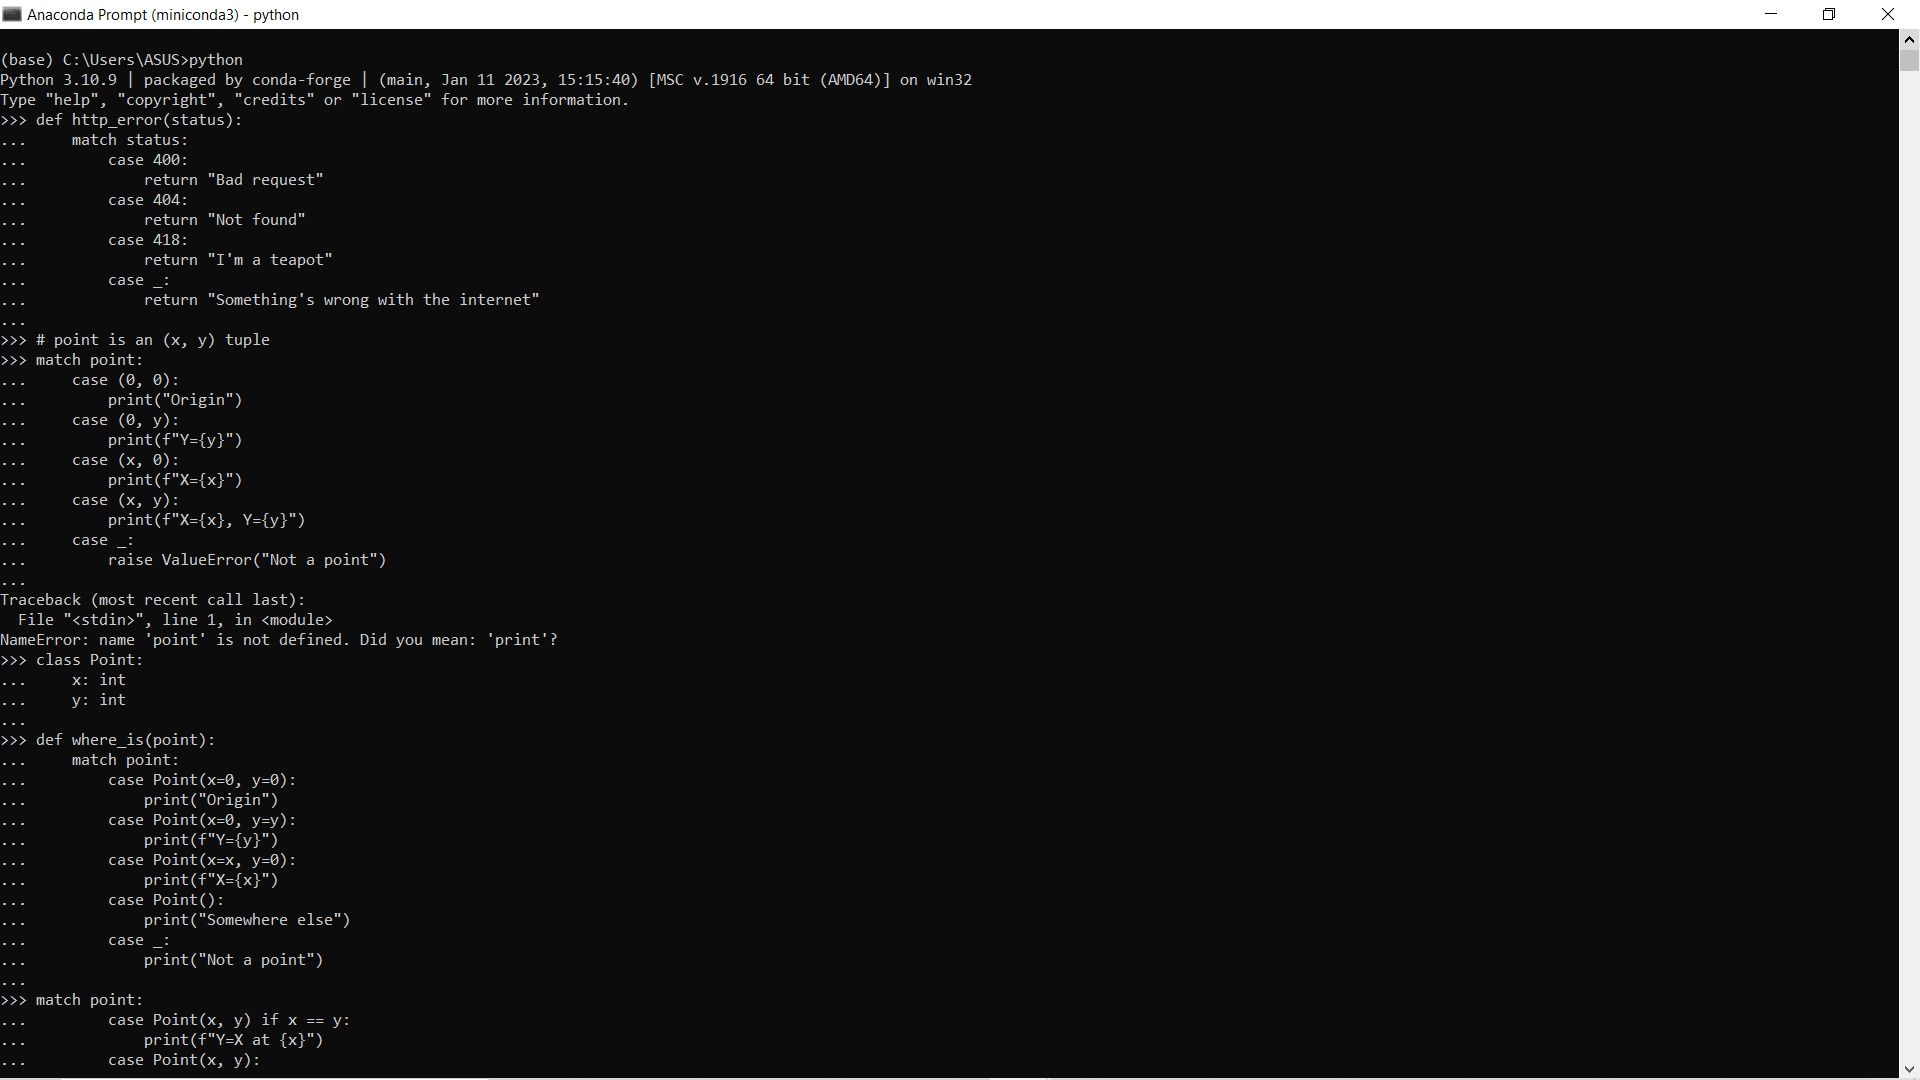 Anaconda Prompt (miniconda3) - python
(base) C:\Users\ASUS>python
Python 3.10.9 | packaged by conda-forge | (main, Jan 11 2023, 15:15:40) [MSC v.1916 64 bit (AMD64)] on win32
Type "help", "copyright", "credits" or "license" for more information.
>>> def http_error(status):
...     match status:
...         case 400:
...             return "Bad request"
...         case 404:
...             return "Not found"
...         case 418:
...             return "I'm a teapot"
...         case _:
...             return "Something's wrong with the internet"
...
>>> # point is an (x, y) tuple
>>> match point:
...     case (0, 0):
...         print("Origin")
...     case (0, y):
...         print(f"Y={y}")
...     case (x, 0):
...         print(f"X={x}")
...     case (x, y):
...         print(f"X={x}, Y={y}")
...     case _:
...         raise ValueError("Not a point")
...
Traceback (most recent call last):
  File "<stdin>", line 1, in <module>
NameError: name 'point' is not defined. Did you mean: 'print'?
>>> class Point:
...     x: int
...     y: int
...
>>> def where_is(point):
...     match point:
...         case Point(x=0, y=0):
...             print("Origin")
...         case Point(x=0, y=y):
...             print(f"Y={y}")
...         case Point(x=x, y=0):
...             print(f"X={x}")
...         case Point():
...             print("Somewhere else")
...         case _:
...             print("Not a point")
...
>>> match point:
...         case Point(x, y) if x == y:
...             print(f"Y=X at {x}")
...         case Point(x, y):